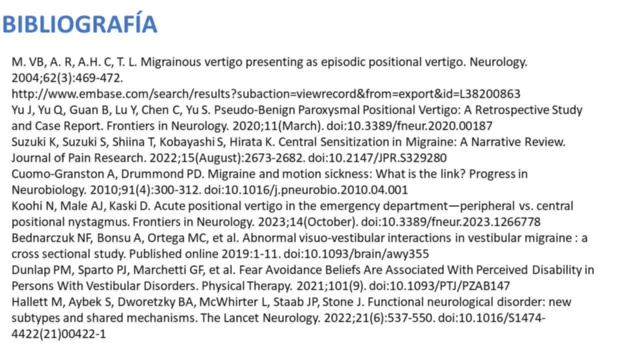 BIBLIOGRAFÍA
M. VB, A. R, A.H. C, T. L. Migrainous vertigo presenting as episodic positional vertigo. Neurology.
2004;62(3):469-472.
http://www.embase.com/search/results?subaction=viewrecord&from=export&id=L38200863
Yu J, Yu Q, Guan B, Lu Y, Chen C, Yu S. Pseudo-Benign Paroxysmal Positional Vertigo: A Retrospective Study
and Case Report. Frontiers in Neurology. 2020;11(March). doi:10.3389/fneur.2020.00187
Suzuki K, Suzuki S, Shiina T, Kobayashi S, Hirata K. Central Sensitization in Migraine: A Narrative Review.
Journal of Pain Research. 2022;15(August):2673-2682. doi:10.2147/JPR.S329280
Cuomo-Granston A, Drummond PD. Migraine and motion sickness: What is the link? Progress in
Neurobiology. 2010;91(4):300-312. doi:10.1016/j.pneurobio.2010.04.001
Koohi N, Male AJ, Kaski D. Acute positional vertigo in the emergency department—peripheral vs. central
positional nystagmus. Frontiers in Neurology. 2023;14(October). doi:10.3389/fneur.2023.1266778
Bednarczuk NF, Bonsu A, Ortega MC, et al. Abnormal visuo-vestibular interactions in vestibular migraine : a
cross sectional study. Published online 2019:1-11. doi:10.1093/brain/awy355
Dunlap PM, Sparto PJ, Marchetti GF, et al. Fear Avoidance Beliefs Are Associated With Perceived Disability in
Persons With Vestibular Disorders. Physical Therapy. 2021;101(9). doi:10.1093/PTJ/PZAB147
Hallett M, Aybek S, Dworetzky BA, McWhirter L, Staab JP, Stone J. Functional neurological disorder: new
subtypes and shared mechanisms. The Lancet Neurology. 2022;21(6):537-550. doi:10.1016/S1474-
4422(21)00422-1